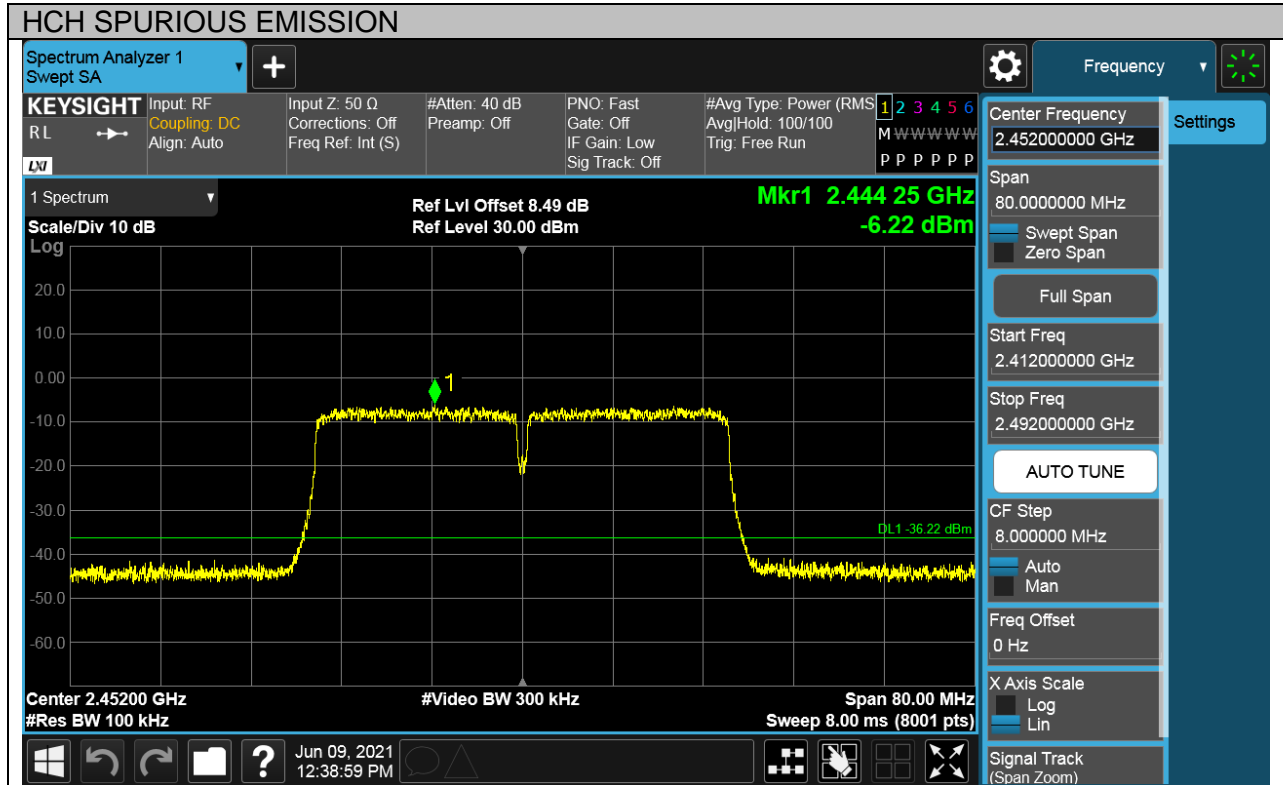 HCH SPURIOUS EMISSION
Spectrum Analyzer 1
Swept SA
Frequency
KEYSIGHT
RL
LXI
Input: RF
Coupling: DC
Align: Auto
Input Z: 50 Ω
Corrections: Off
Freq Ref: Int (S)
#Atten: 40 dB
Preamp: Off
PNO: Fast
Gate: Off
IF Gain: Low
Sig Track: Off
#Avg Type: Power (RMS
Avg|Hold: 100/100
Trig: Free Run
1 2 3 4 5 6
M W W W W W
P P P P P P
1 Spectrum
Scale/Div 10 dB
Log
Ref Lvl Offset 8.49 dB
Ref Level 30.00 dBm
Mkr1 2.444 25 GHz
-6.22 dBm
20.0
10.0
0.00
-10.0
-20.0
-30.0
-40.0
-50.0
-60.0
1
DL1 -36.22 dBm
Center 2.45200 GHz
#Res BW 100 kHz
#Video BW 300 kHz
Span 80.00 MHz
Sweep 8.00 ms (8001 pts)
Center Frequency
2.452000000 GHz
Settings
Span
80.0000000 MHz
Swept Span
Zero Span
Full Span
Start Freq
2.412000000 GHz
Stop Freq
2.492000000 GHz
AUTO TUNE
CF Step
8.000000 MHz
Auto
Man
Freq Offset
0 Hz
X Axis Scale
Log
Lin
Signal Track
(Span Zoom)
?
Jun 09, 2021
12:38:59 PM